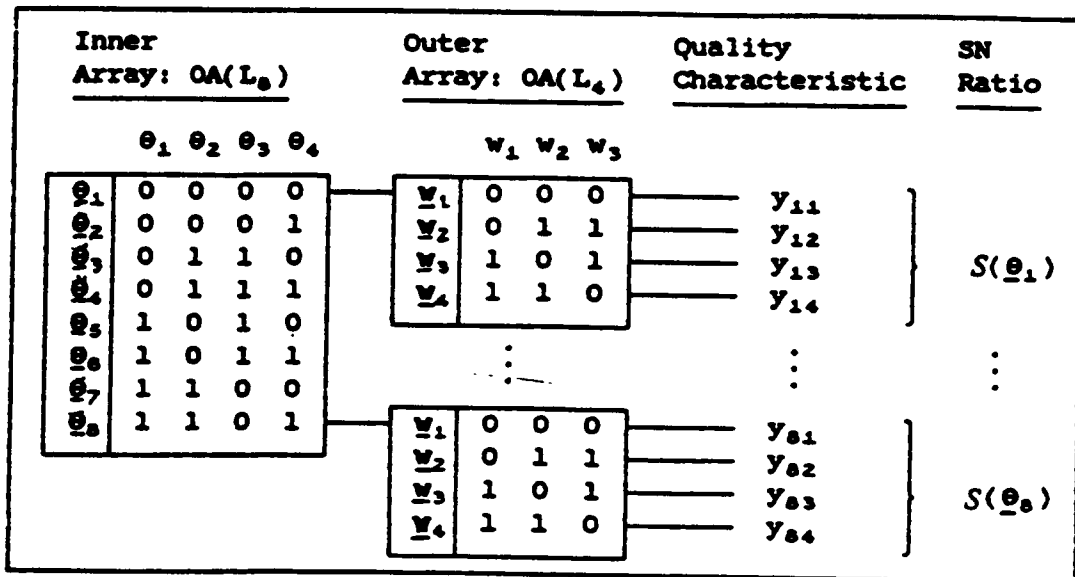 Inner Outer Quality SN
Array: OA(L₈) Array: OA(L₄) Characteristic Ratio
θ₁ θ₂ θ₃ θ₄ w₁ w₂ w₃
θ₁ 0 0 0 0 w₁ 0 0 0 y₁₁
θ₂ 0 0 0 1 w₂ 0 1 1 y₁₂
θ₃ 0 1 1 0 w₃ 1 0 1 y₁₃ S(θ₁)
θ₄ 0 1 1 1 w₄ 1 1 0 y₁₄
θ₅ 1 0 1 0
θ₆ 1 0 1 1
θ₇ 1 1 0 0
θ₈ 1 1 0 1 w₁ 0 0 0 y₈₁
w₂ 0 1 1 y₈₂
w₃ 1 0 1 y₈₃ S(θ₈)
w₄ 1 1 0 y₈₄